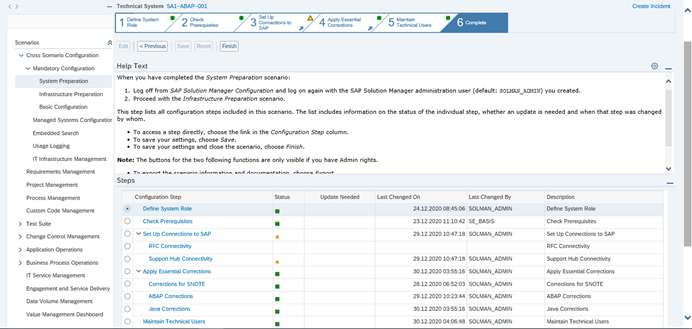 Technical System SA1~ABAP~001
Create Incident
1 Define System Role
2 Check Prerequisites
3 Set Up Connections to SAP
4 Apply Essential Corrections
5 Maintain Technical Users
6 Complete
Edit < Previous Save Reset Finish
Scenarios
Cross Scenario Configuration
Mandatory Configuration
System Preparation
Infrastructure Preparation
Basic Configuration
Managed Systems Configuration
Embedded Search
Usage Logging
IT Infrastructure Management
Requirements Management
Project Management
Process Management
Custom Code Management
Test Suite
Change Control Management
Application Operations
Business Process Operations
IT Service Management
Engagement and Service Delivery
Data Volume Management
Value Management Dashboard
Help Text
When you have completed the System Preparation scenario:
1. Log off from SAP Solution Manager Configuration and log on again with the SAP Solution Manager administration user (default: SOLMAN_ADMIN) you created.
2. Proceed with the Infrastructure Preparation scenario.
This step lists all configuration steps included in this scenario. The list includes information on the status of the individual step, whether an update is needed and when that step was changed
by whom.
• To access a step directly, choose the link in the Configuration Step column.
• To save your settings, choose Save.
• To save your settings and close the scenario, choose Finish.
Note: The buttons for the two following functions are only visible if you have Admin rights.
• To export the scenario information and documentation, choose Export.
Steps
Configuration Step Status Update Needed Last Changed On Last Changed By Description
Define System Role 24.12.2020 08:45:06 SOLMAN_ADMIN Define System Role
Check Prerequisites 23.12.2020 11:10:42 SE_BASIS Check Prerequisites
Set Up Connections to SAP 29.12.2020 10:47:18 SOLMAN_ADMIN Set Up Connections to SAP
RFC Connectivity RFC Connectivity
Support Hub Connectivity 29.12.2020 10:47:18 SOLMAN_ADMIN Support Hub Connectivity
Apply Essential Corrections 30.12.2020 03:55:16 SOLMAN_ADMIN Apply Essential Corrections
Corrections for SNOTE 28.12.2020 06:52:03 SOLMAN_ADMIN Corrections for SNOTE
ABAP Corrections 29.12.2020 10:23:44 SOLMAN_ADMIN ABAP Corrections
Java Corrections 30.12.2020 03:55:16 SOLMAN_ADMIN Java Corrections
Maintain Technical Users 30.12.2020 04:06:48 SOLMAN_ADMIN Maintain Technical Users